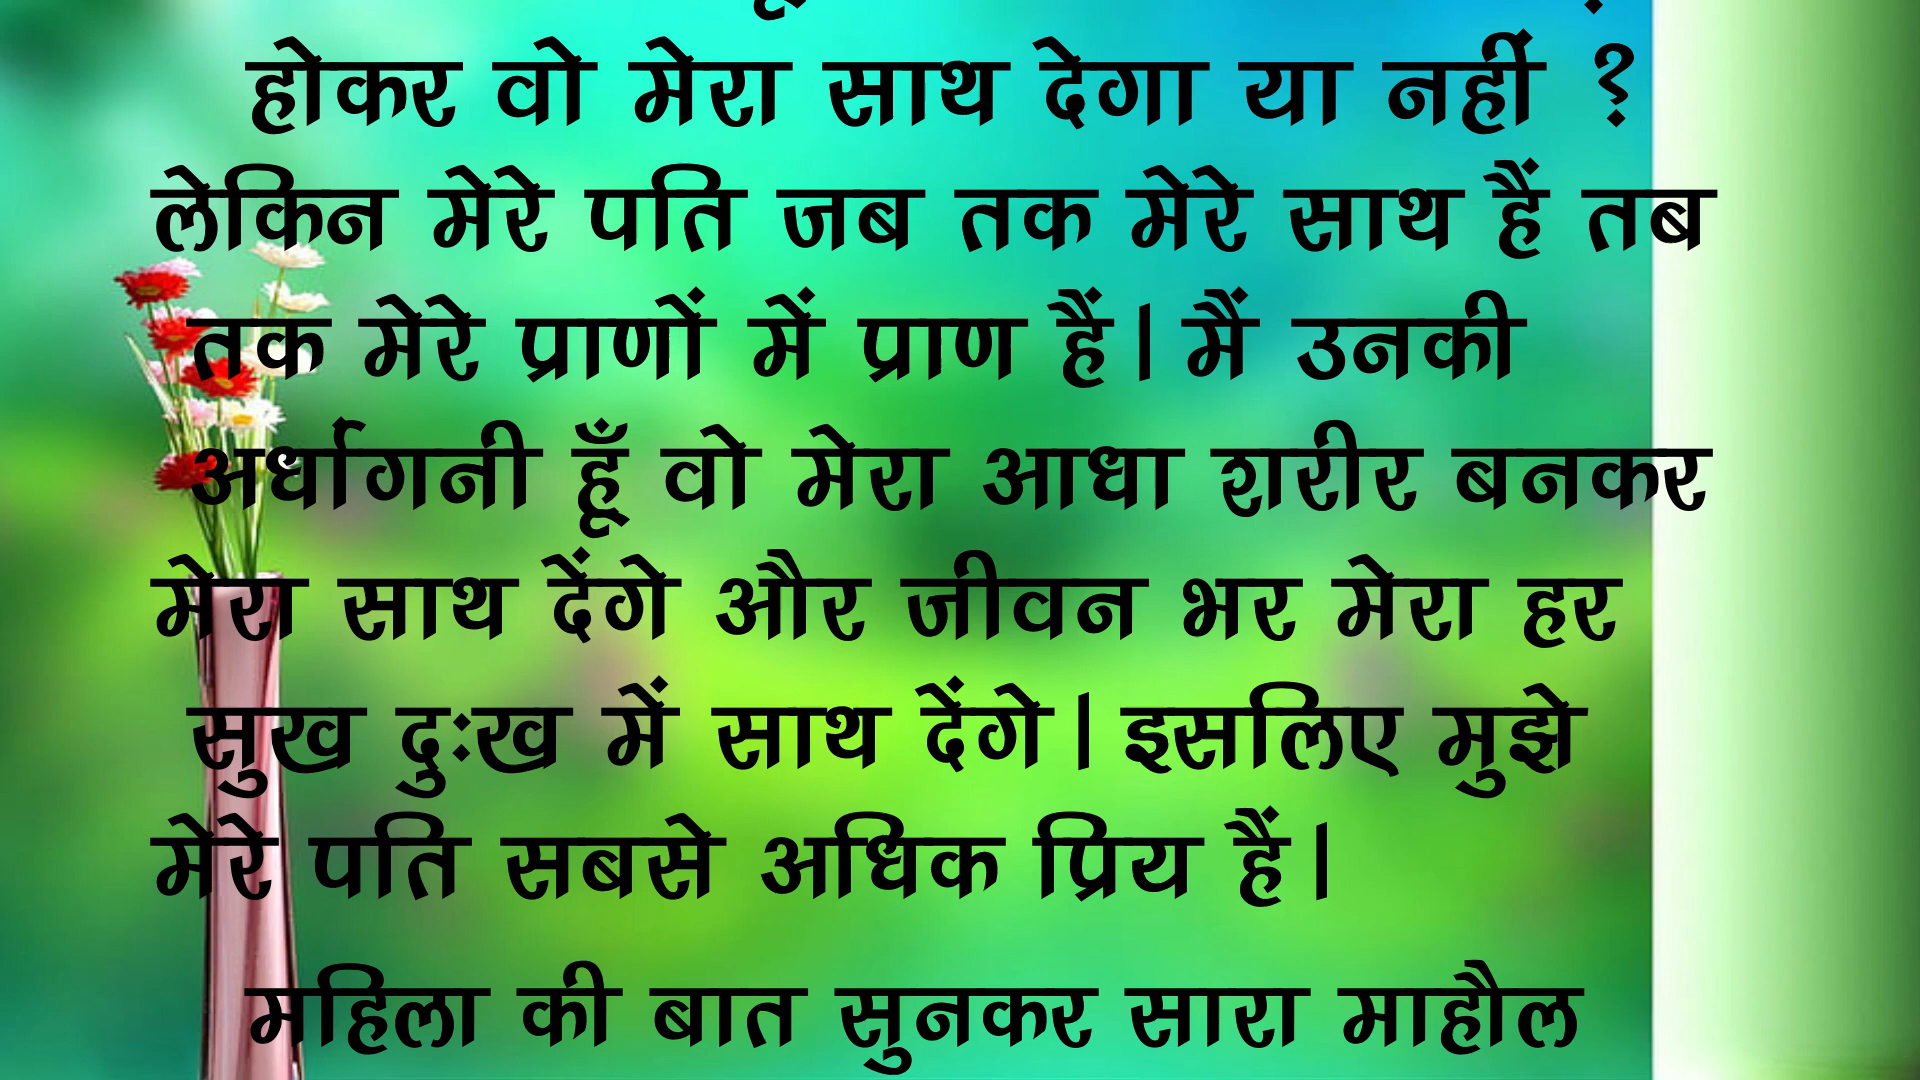 होकर वो मेरा साथ देगा या नहीं ?
लेकिन मेरे पति जब तक मेरे साथ हैं तब
तक मेरे प्राणों में प्राण हैं। मैं उनकी
अर्धांगनी हूँ वो मेरा आधा शरीर बनकर
मेरा साथ देंगे और जीवन भर मेरा हर
सुख दुःख में साथ देंगे। इसलिए मुझे
मेरे पति सबसे अधिक प्रिय हैं।
महिला की बात सुनकर सारा माहौल